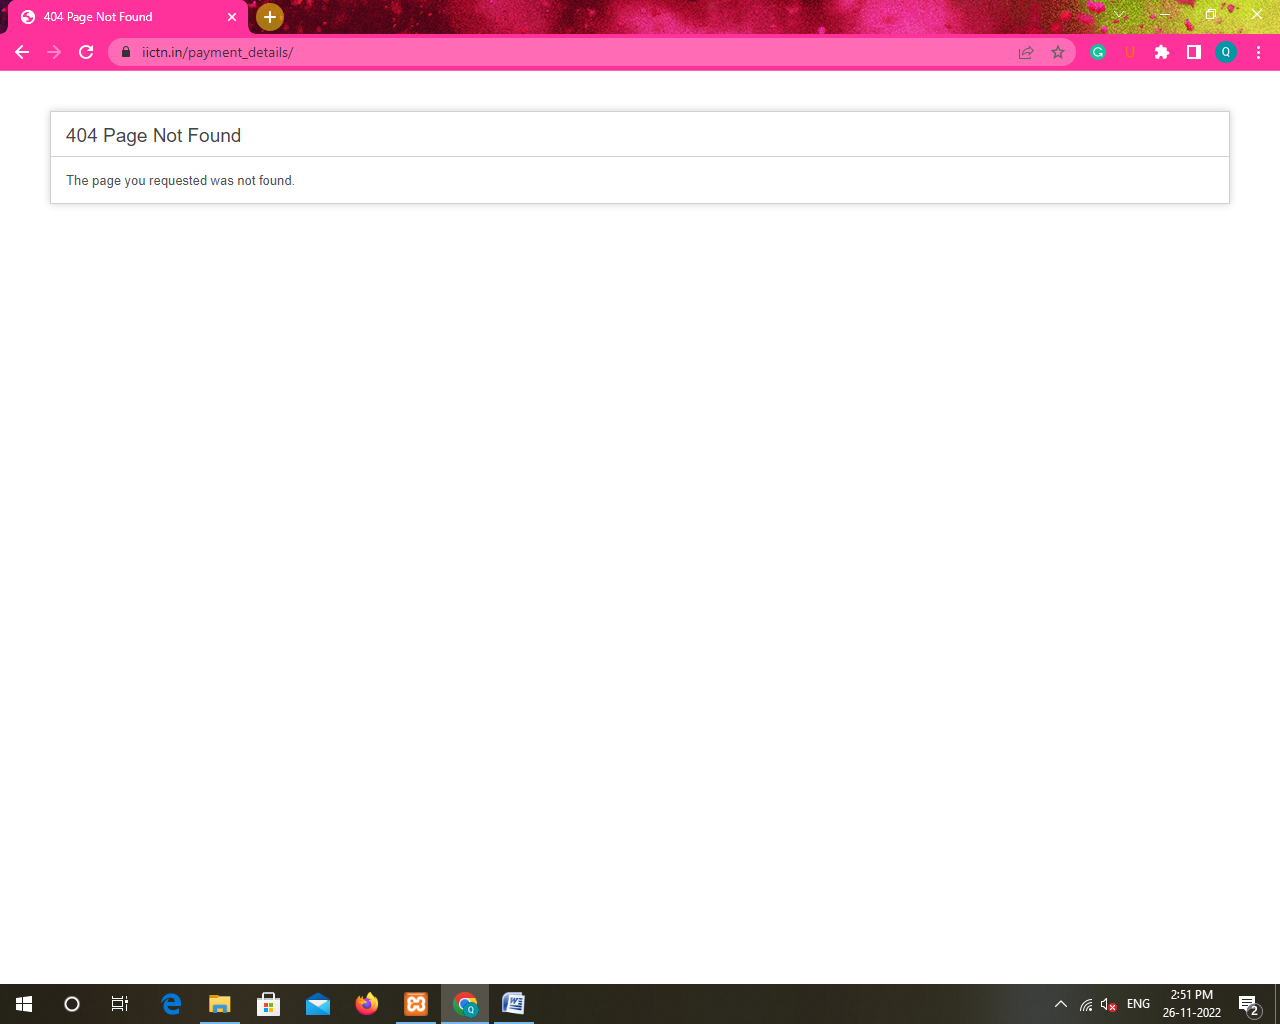 404 Page Not Found
iictn.in/payment_details/
U
Q
404 Page Not Found
The page you requested was not found.
Q
W
ENG
2:51 PM
26-11-2022
2